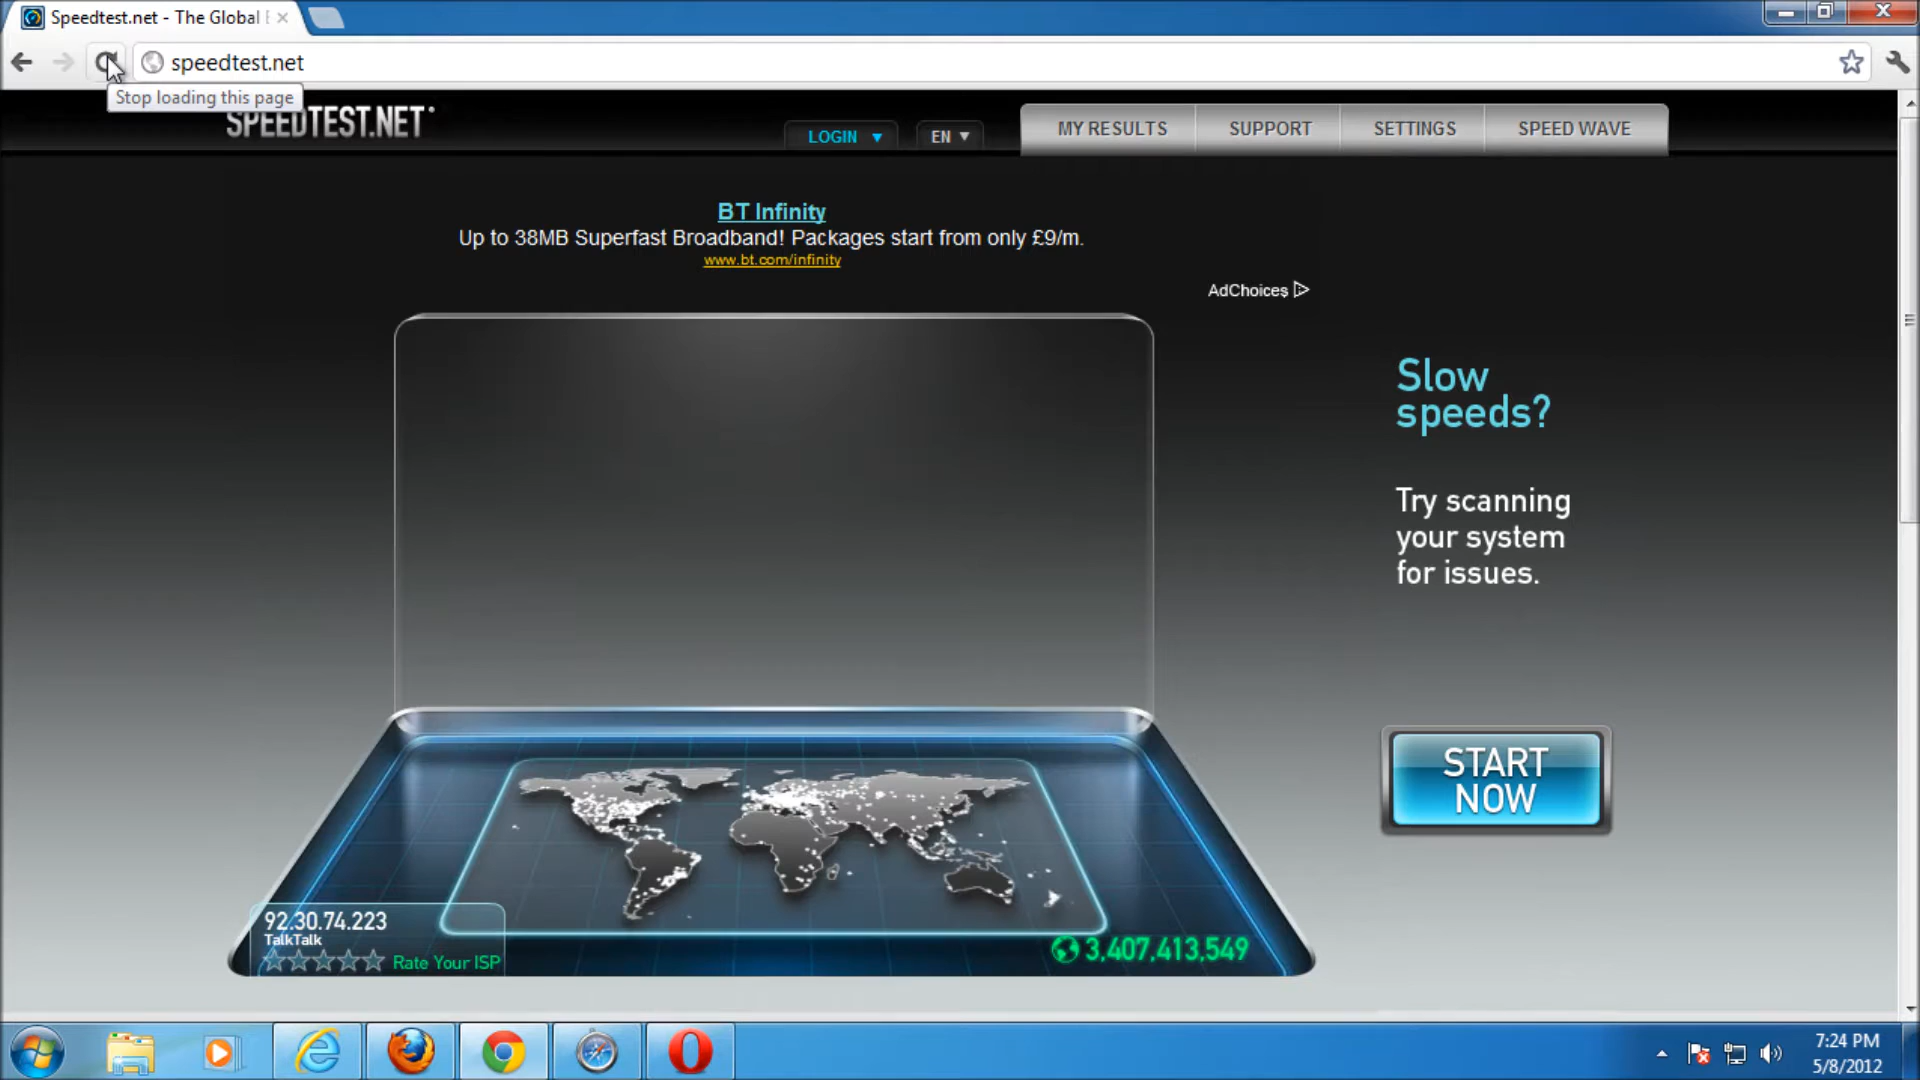 Speedtest.net - The Global
speedtest.net
Stop loading this page
SPEEDTEST.NET
LOGIN
EN
MY RESULTS
SUPPORT
SETTINGS
SPEED WAVE
BT Infinity
Up to 38MB Superfast Broadband! Packages start from only £9/m.
www.bt.com/infinity
AdChoices
Slow
speeds?
Try scanning
your system
for issues.
START
NOW
92.30.74.223
TalkTalk
Rate Your ISP
3,407,413,549
7:24 PM
5/8/2012